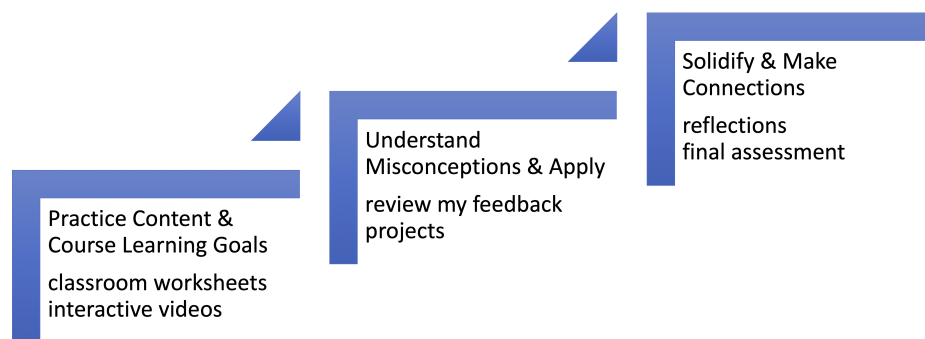 Practice Content &
Course Learning Goals
classroom worksheets
interactive videos
Understand
Misconceptions & Apply
review my feedback
projects
Solidify & Make
Connections
reflections
final assessment